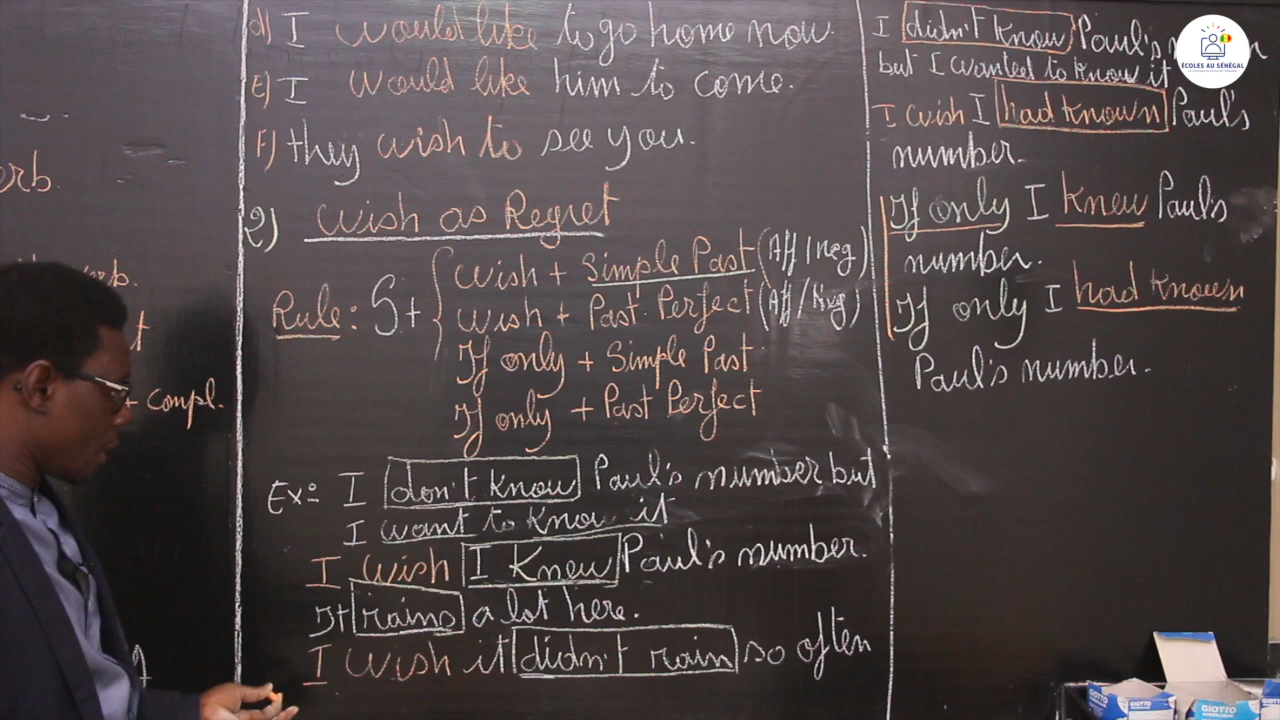 erb.
verb.
t
+ compl.
d) I would like to go home now.
E) I would like him to come.
F) they wish to see you.
2) Wish as Regret
Rule: S + { wish + Simple Past (Aff/neg)
wish + Past Perfect (Aff/Neg)
If only + Simple Past
If only + Past Perfect
Ex: I don't know Paul's number but
I want to know it
I wish I knew Paul's number.
It rains a lot here.
I wish it didn't rain so often
I didn't know Paul's
but I wanted to know it
I wish I had known Paul's
number.
If only I knew Paul's
number.
If only I had known
Paul's number.
ÉCOLES AU SÉNÉGAL
GIOTTO
GIOTTO